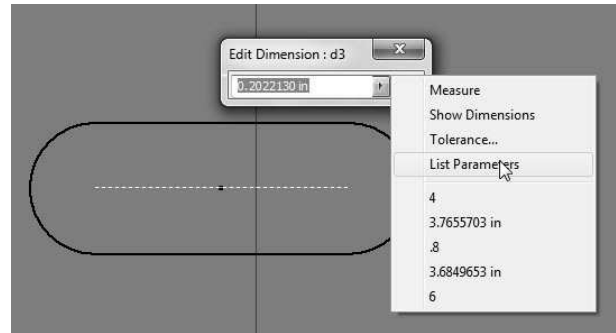 Edit Dimension : d3
0.2022130 in
Measure
Show Dimensions
Tolerance...
List Parameters
4
3.7655703 in
.8
3.6849653 in
6